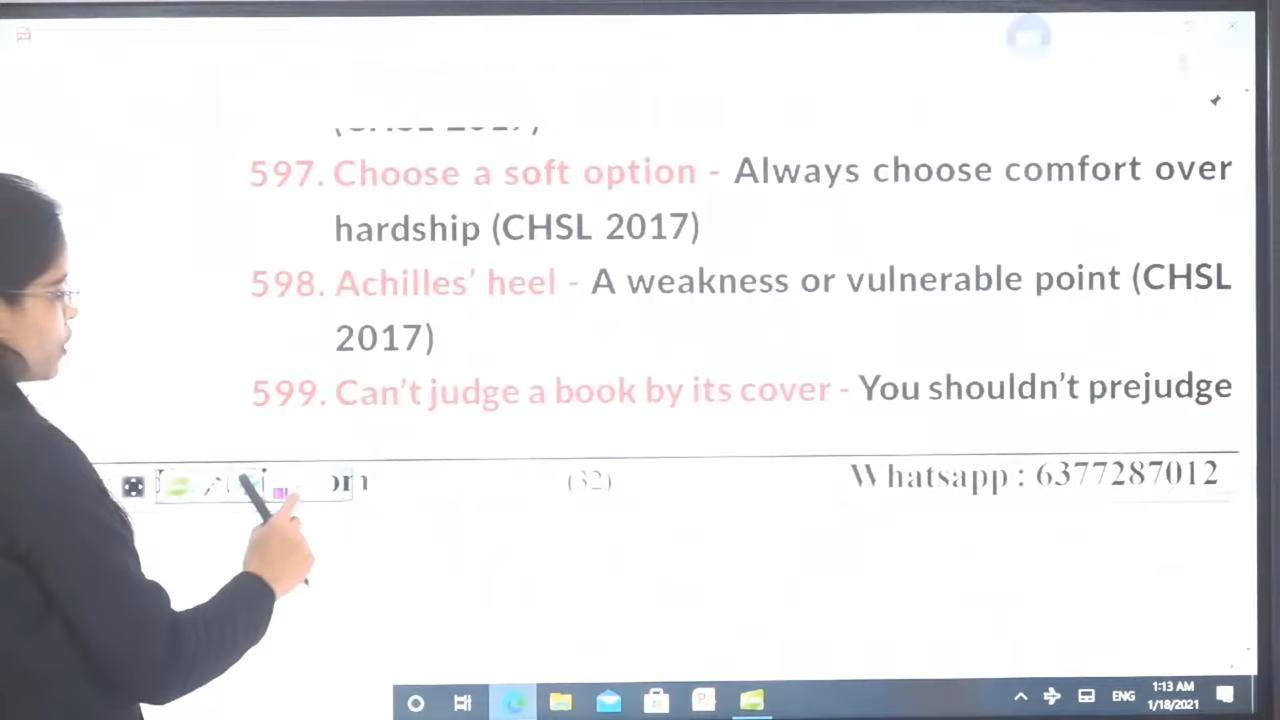 597. Choose a soft option - Always choose comfort over
hardship (CHSL 2017)
598. Achilles' heel - A weakness or vulnerable point (CHSL
2017)
599. Can't judge a book by its cover - You shouldn't prejudge
(32)
Whatsapp : 6377287012
ENG
1:13 AM
1/18/2021